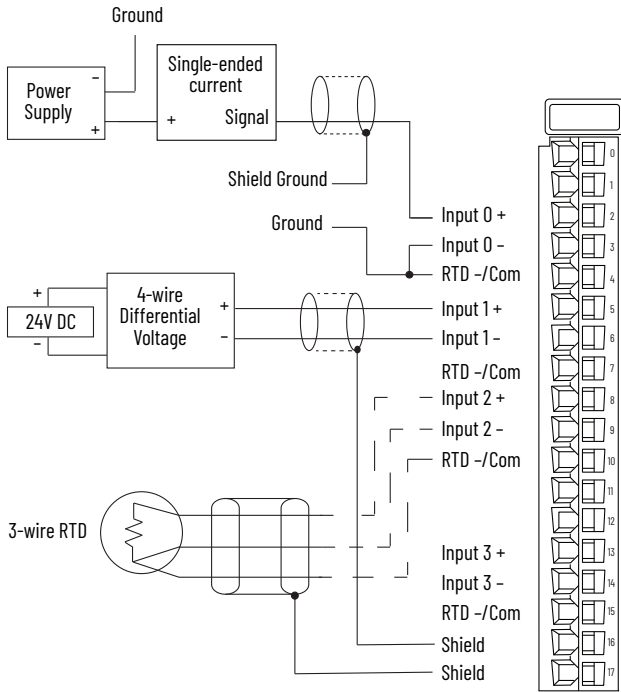 Ground
Power
Supply
-
+
Single-ended
current
+ Signal
Shield Ground
Ground
Input 0 +
Input 0 –
RTD –/Com
+
24V DC
–
4-wire
Differential
Voltage
+
–
Input 1 +
Input 1 –
RTD –/Com
Input 2 +
Input 2 –
RTD –/Com
3-wire RTD
Input 3 +
Input 3 –
RTD –/Com
Shield
Shield
0
1
2
3
4
5
6
7
8
9
10
11
12
13
14
15
16
17